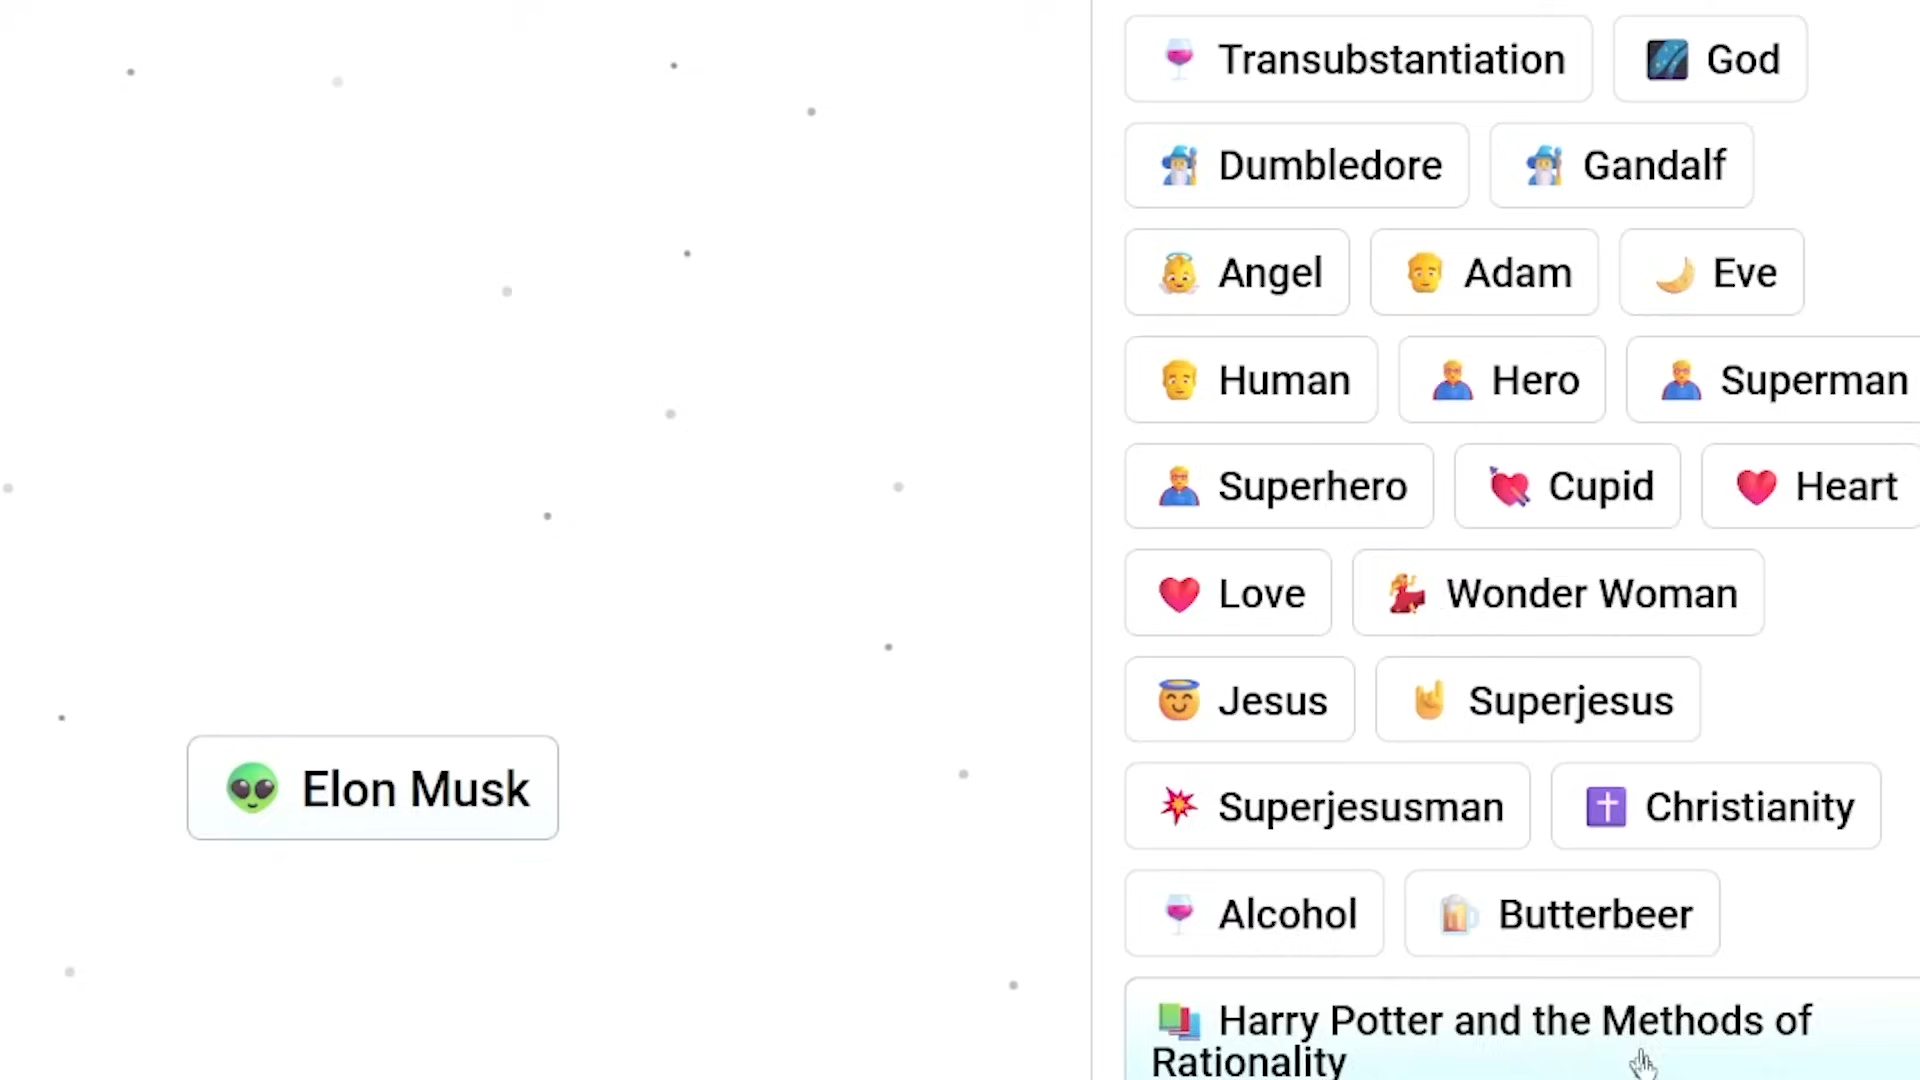 Transubstantiation God
Dumbledore Gandalf
Angel Adam Eve
Human Hero Superman
Superhero Cupid Heart
Love Wonder Woman
Jesus Superjesus
Elon Musk
Superjesusman Christianity
Alcohol Butterbeer
Harry Potter and the Methods of
Rationality